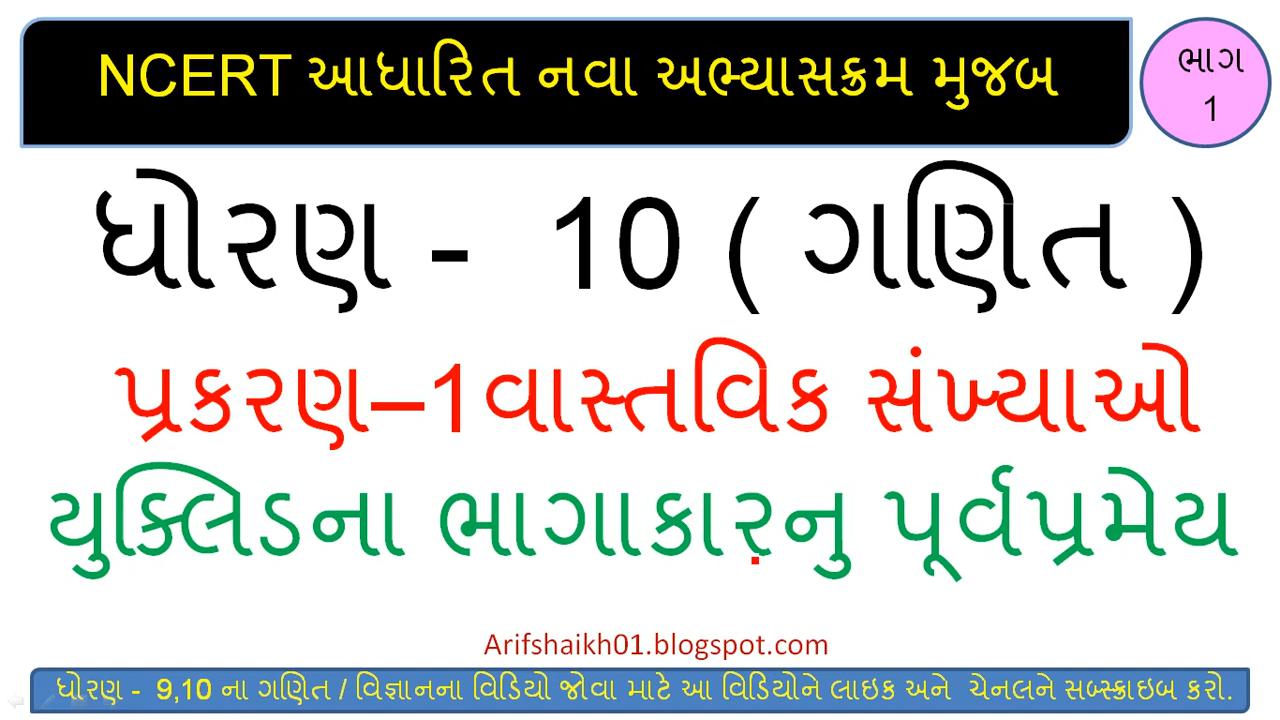 NCERT આધારિત નવા અભ્યાસક્રમ મુજબ
ભાગ
1
ધોરણ - 10 ( ગણિત )
પ્રકરણ–1વાસ્તવિક સંખ્યાઓ
યુક્લિડના ભાગાકારનુ પૂર્વપ્રમેય
Arifshaikh01.blogspot.com
ધોરણ - 9,10 ના ગણિત / વિજ્ઞાનના વિડિયો જોવા માટે આ વિડિયોને લાઇક અને ચેનલને સબ્સ્ક્રાઇબ કરો.